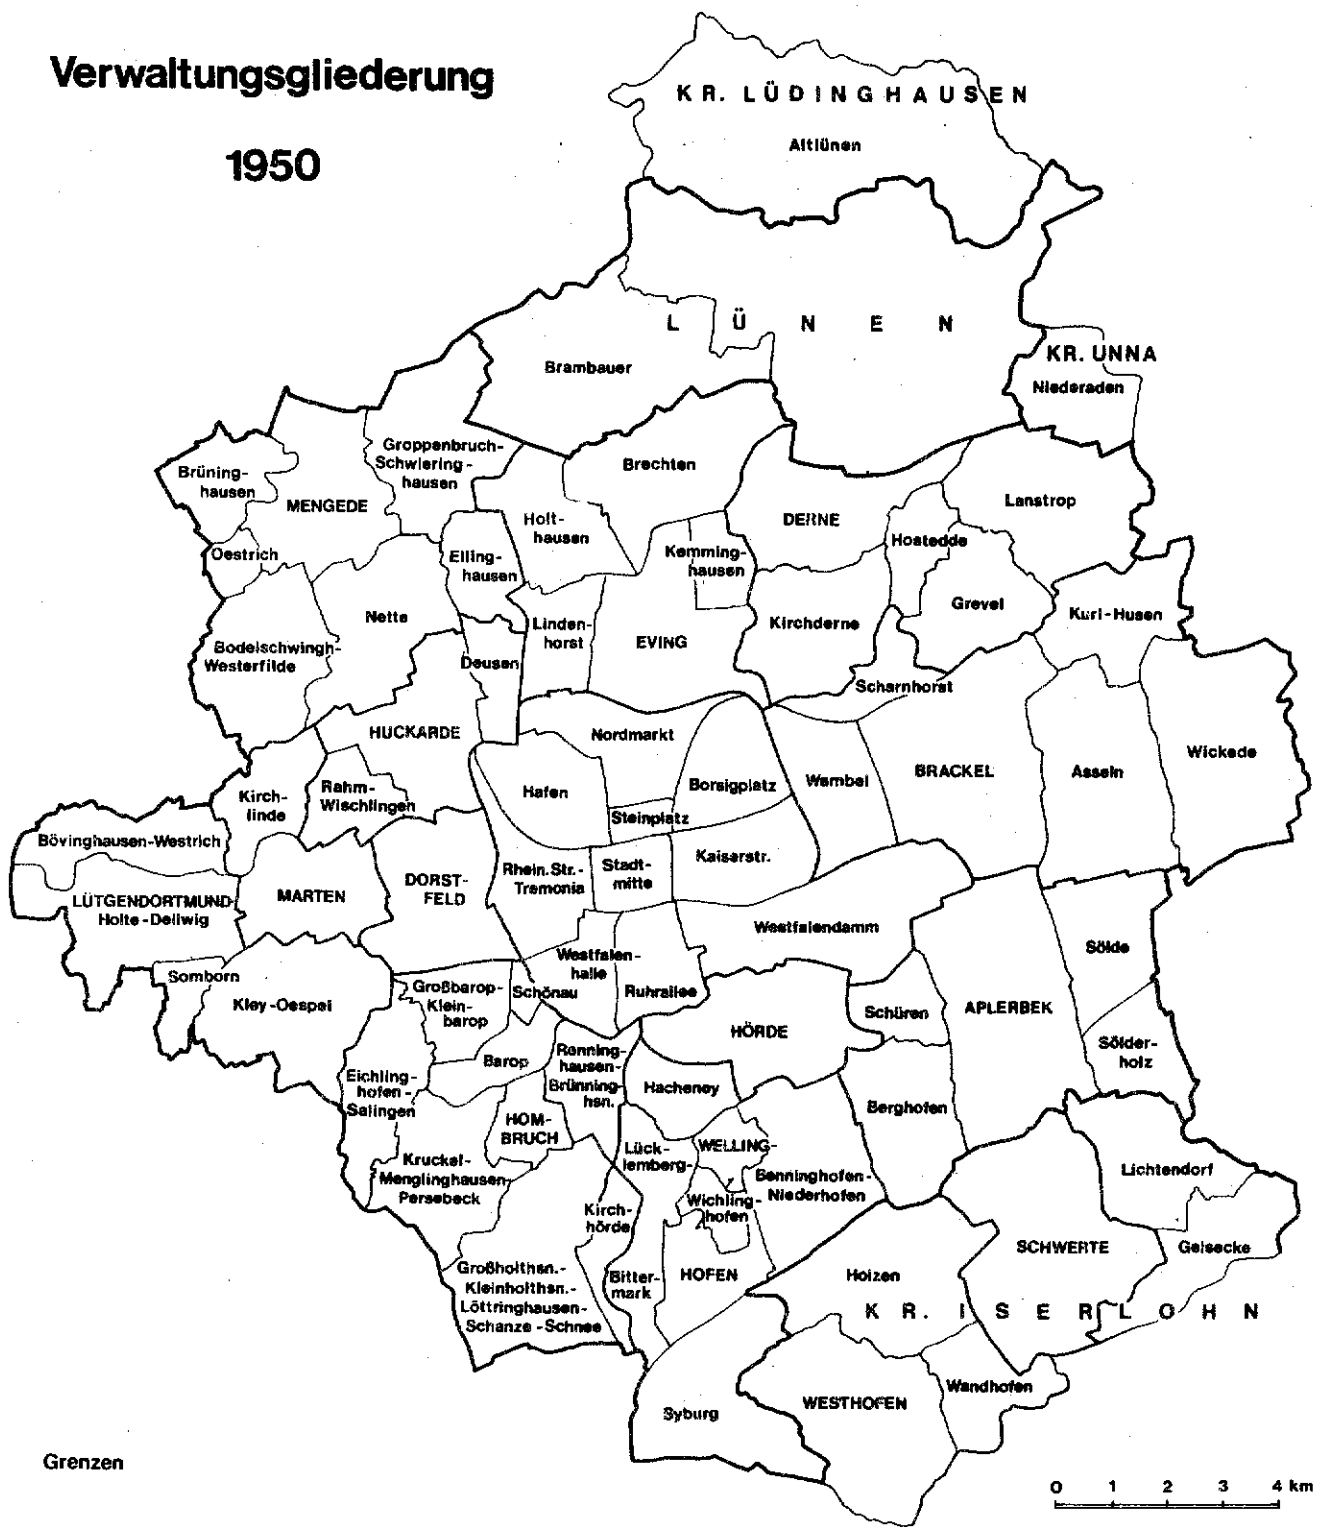 Verwaltungsgliederung
1950
KR. LÜDINGHAUSEN
Altlünen
LÜNEN
KR. UNNA
Niederaden
Brambauer
Groppenbruch-
Schwiering-
hausen
Brüning-
hausen
MENGEDE
Brechten
Holt-
hausen
DERNE
Lanstrop
Hostedde
Oestrich
Elling-
hausen
Kemming-
hausen
Nette
Linden-
horst
EVING
Kirchderne
Grevel
Kurl-Husen
Bodelschwingh-
Westerfilde
Deusen
Scharnhorst
HUCKARDE
Nordmarkt
Rahm-
Wischlingen
Kirch-
linde
Hafen
Borsigplatz
Wambel
BRACKEL
Asseln
Wickede
Steinplatz
Bövinghausen-Westrich
LÜTGENDORTMUND
Holte-Dellwig
MARTEN
DORST-
FELD
Rhein.Str.-
Tremonia
Stadt-
mitte
Kaiserstr.
Westfalendamm
Sölde
Somborn
Kley-Oespel
Großbarop-
Klein-
barop
Schönau
Westfalen-
halle
Ruhrallee
HÖRDE
Schüren
APLERBEK
Sölder-
holz
Barop
Renning-
hausen-
Brünning-
hsn.
Hacheney
Berghofen
Eichling-
hofen-
Salingen
HOM-
BRUCH
Lück-
lemberg-
WELLING-
Benninghofen-
Niederhofen
Lichtendorf
Kruckel-
Menglinghausen-
Persebeck
Kirch-
hörde
Wichling-
hofen
Großholthsn.-
Kleinholthsn.-
Löttringhausen-
Schanze-Schnee
Bitter-
mark
HOFEN
Holzen
SCHWERTE
Geisecke
KR. ISERLOHN
Syburg
WESTHOFEN
Wandhofen
Grenzen
0 1 2 3 4 km